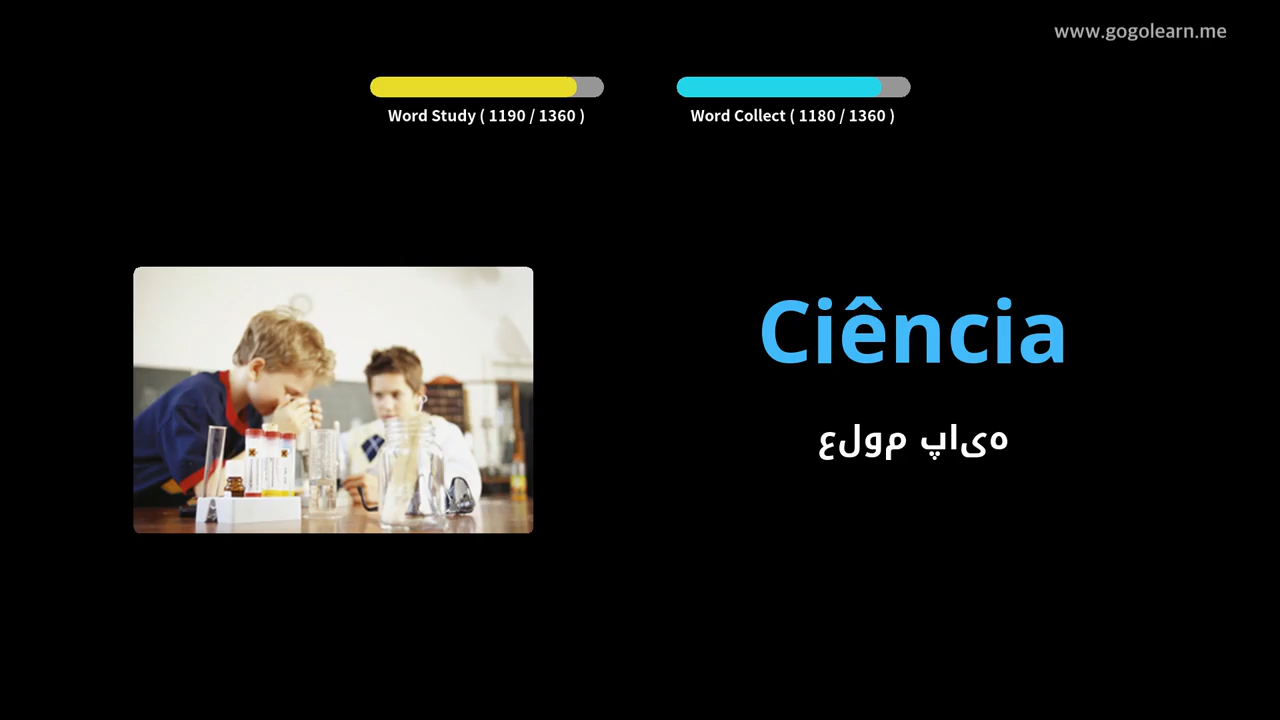 www.gogolearn.me
Word Study ( 1190 / 1360 )
Word Collect ( 1180 / 1360 )
Ciência
علوم پایه